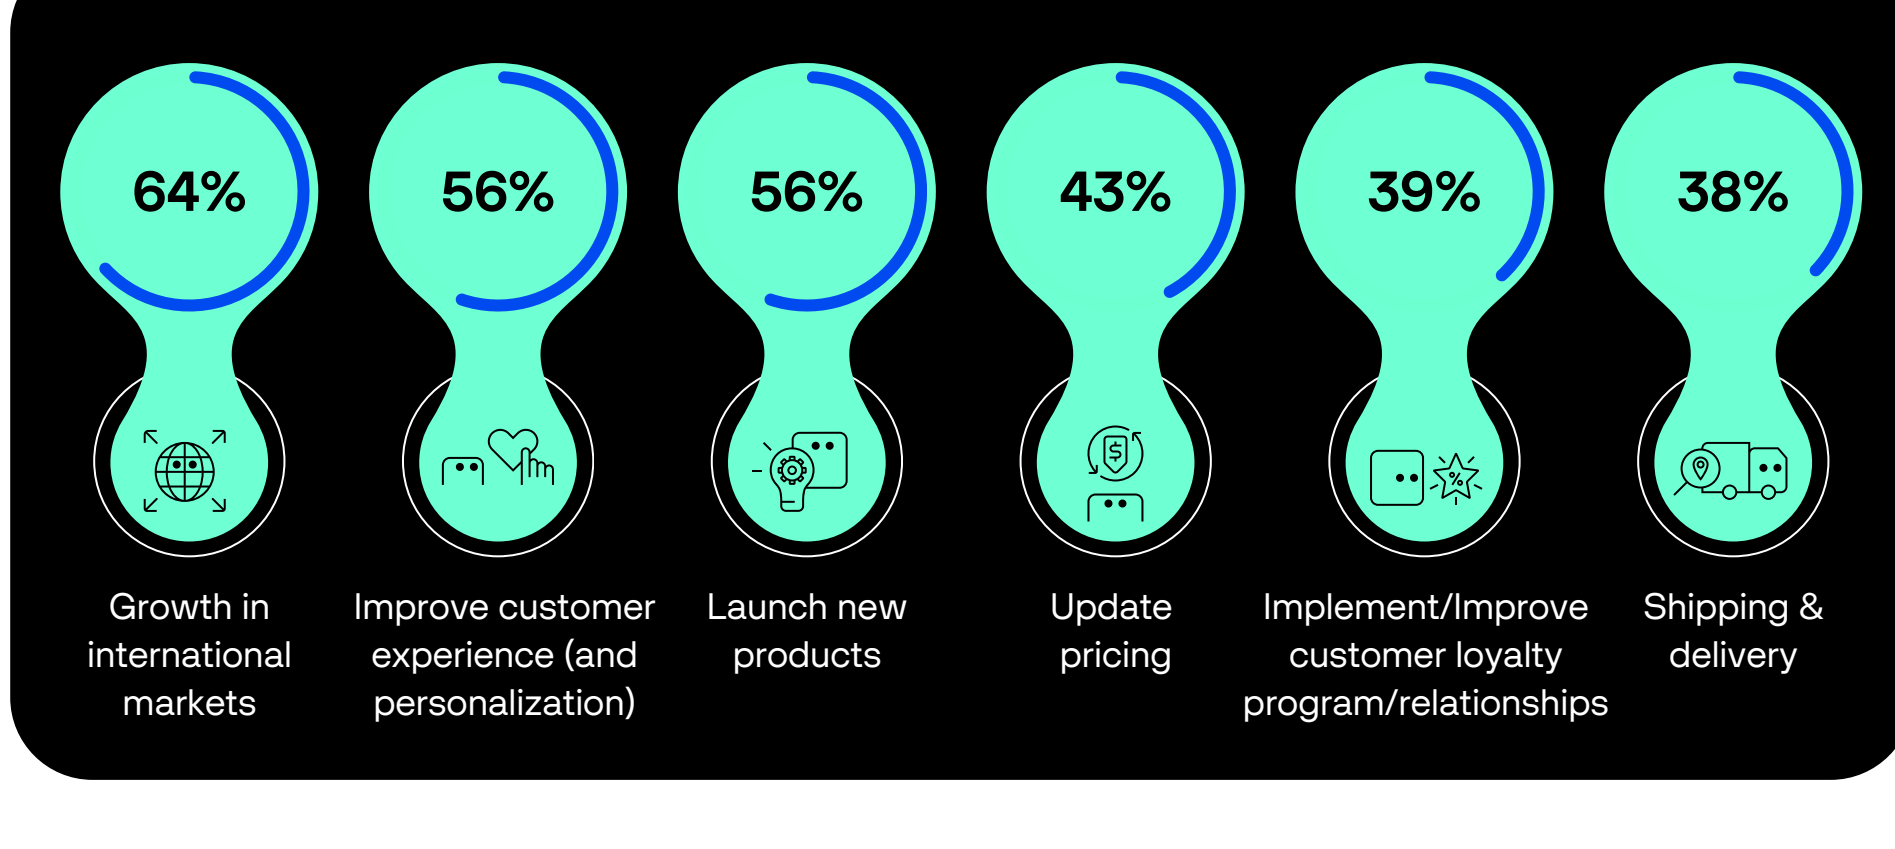 64%
56%
56%
43%
39%
38%
Growth in
international
markets
Improve customer
experience (and
personalization)
Launch new
products
Update
pricing
Implement/Improve
customer loyalty
program/relationships
Shipping &
delivery